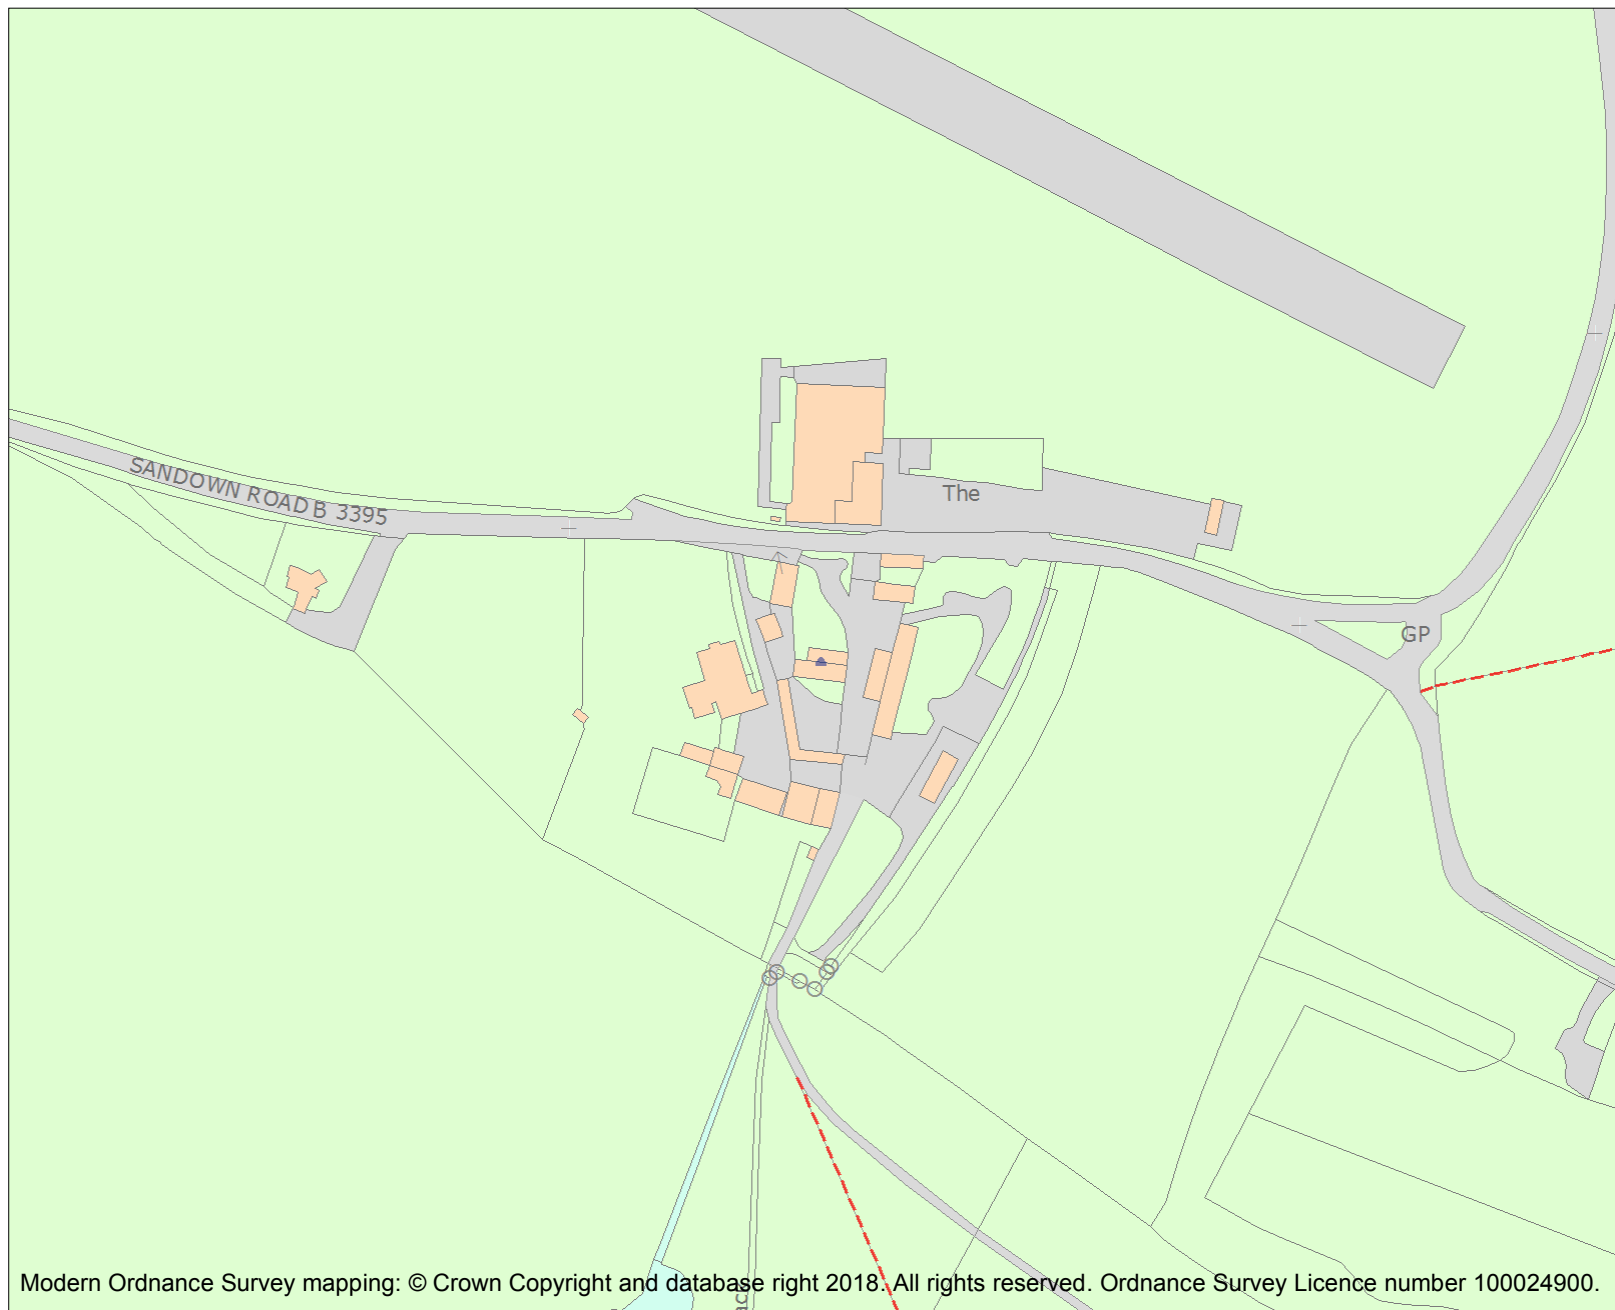 The
SANDOWN ROAD B 3395
GP
Modern Ordnance Survey mapping: © Crown Copyright and database right 2018. All rights reserved. Ordnance Survey Licence number 100024900.